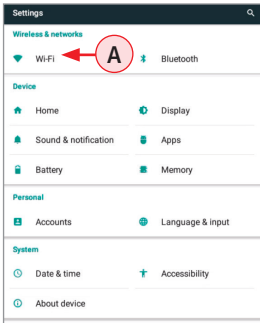 Settings
Wireless & networks
Wi-Fi A Bluetooth
Device
Home Display
Sound & notification Apps
Battery Memory
Personal
Accounts Language & input
System
Date & time Accessibility
About device